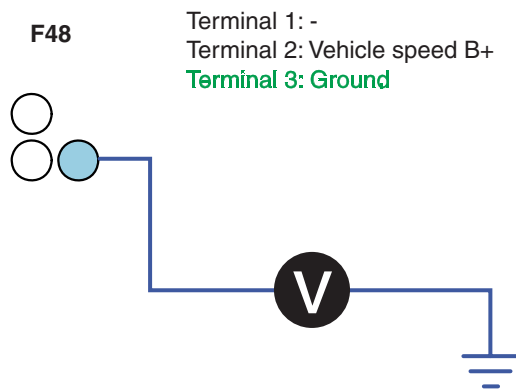 F48
Terminal 1: -
Terminal 2: Vehicle speed B+
Terminal 3: Ground
V